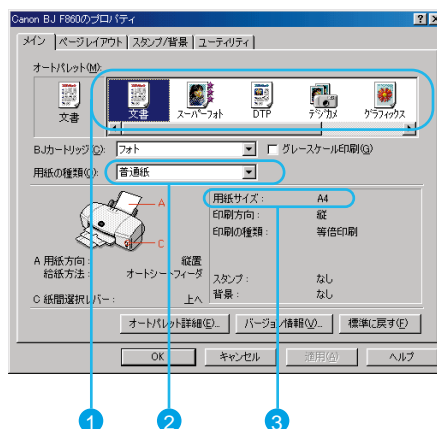 Canon BJ F860のプロパティ
メイン ページレイアウト スタンプ/背景 ユーティリティ
オートパレット(M):
文書 文書 スーパーフォト DTP デジカメ グラフィックス
BJカートリッジ(C): フォト グレースケール印刷(G)
用紙の種類(O): 普通紙
用紙サイズ : A4
印刷方向 : 縦
印刷の種類 : 等倍印刷
A
C
A 用紙方向 : 縦置
給紙方法 : オートシートフィーダ
スタンプ : なし
C 紙間選択レバー : 上へ
背景 : なし
オートパレット詳細(E)... バージョン情報(V)... 標準に戻す(F)
OK キャンセル 適用(A) ヘルプ
1 2 3